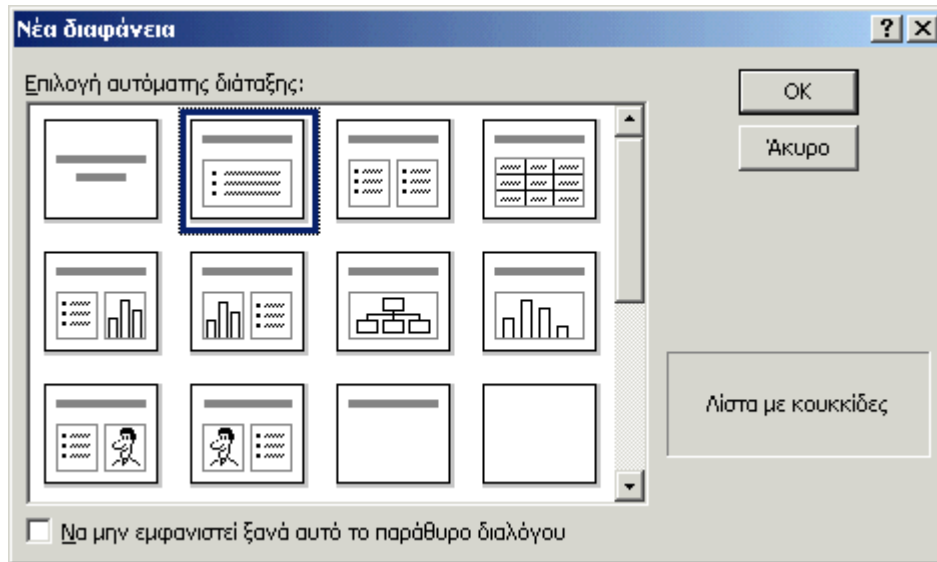 Νέα διαφάνεια
Επιλογή αυτόματης διάταξης:
OK
Άκυρο
Λίστα με κουκκίδες
Να μην εμφανιστεί ξανά αυτό το παράθυρο διαλόγου